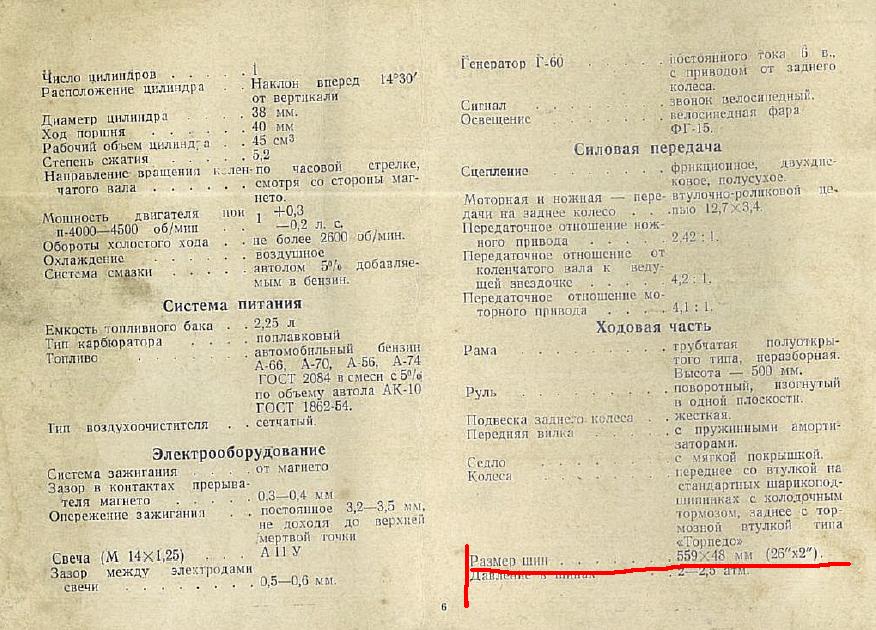 Число цилиндров . . . . . 1
Расположение цилиндра . . . Наклон вперед 14°30′
от вертикали
Диаметр цилиндра . . . . 38 мм.
Ход поршня . . . . . 40 мм
Рабочий объем цилиндра . . 45 см³
Степень сжатия . . . . . 5,2
Направление вращения колен- по часовой стрелке,
чатого вала . . . . . . смотря со стороны маг-
нето.
Мощность двигателя при 1 +0,3
п-4000—4500 об/мин . . —0,2 л. с.
Обороты холостого хода . . не более 2600 об/мин.
Охлаждение . . . . . воздушное
Система смазки . . . . автолом 5% добавляе-
мым в бензин.
Система питания
Емкость топливного бака . . 2,25 л
Тип карбюратора . . . . поплавковый
Топливо . . . . . автомобильный бензин
А-66, А-70, А-56, А-74
ГОСТ 2084 в смеси с 5%
по объему автола АК-10
ГОСТ 1862-54.
Тип воздухоочистителя . . сетчатый.
Электрооборудование
Система зажигания . . . . от магнето
Зазор в контактах прерыва-
теля магнето . . . . . 0,3—0,4 мм
Опережение зажигания . . . постоянное 3,2—3,5 мм,
не доходя до верхней
мертвой точки
Свеча (М 14×1,25) . . . А 11 У
Зазор между электродами
свечи . . . . . . 0,5—0,6 мм.
Генератор Г-60 . . . . постоянного тока 6 в.,
с приводом от заднего
колеса.
Сигнал . . . . . звонок велосипедный.
Освещение . . . . . велосипедная фара
ФГ-15.
Силовая передача
Сцепление . . . . . фрикционное, двухдис-
ковое, полусухое.
Моторная и ножная — пере- втулочно-роликовой це-
дачи на заднее колесо . . . пью 12,7×3,4.
Передаточное отношение нож-
ного привода . . . . . 2,42 : 1.
Передаточное отношение от
коленчатого вала к веду-
щей звездочке . . . . 4,2 : 1.
Передаточное отношение мо-
торного привода . . . . 4,1 : 1.
Ходовая часть
Рама . . . . . трубчатая полуоткры-
того типа, неразборная.
Высота — 500 мм.
Руль . . . . . поворотный, изогнутый
в одной плоскости.
Подвеска заднего колеса . . жесткая.
Передняя вилка . . . . с пружинными аморти-
заторами.
Седло . . . . . с мягкой покрышкой.
Колеса . . . . . переднее со втулкой на
стандартных шарикопод-
шипниках с колодочным
тормозом, заднее с тор-
мозной втулкой типа
«Торпедо»
Размер шин . . . . . 559×48 мм (26″x2″).
Давление в шинах . . . 2—2,5 атм.
6